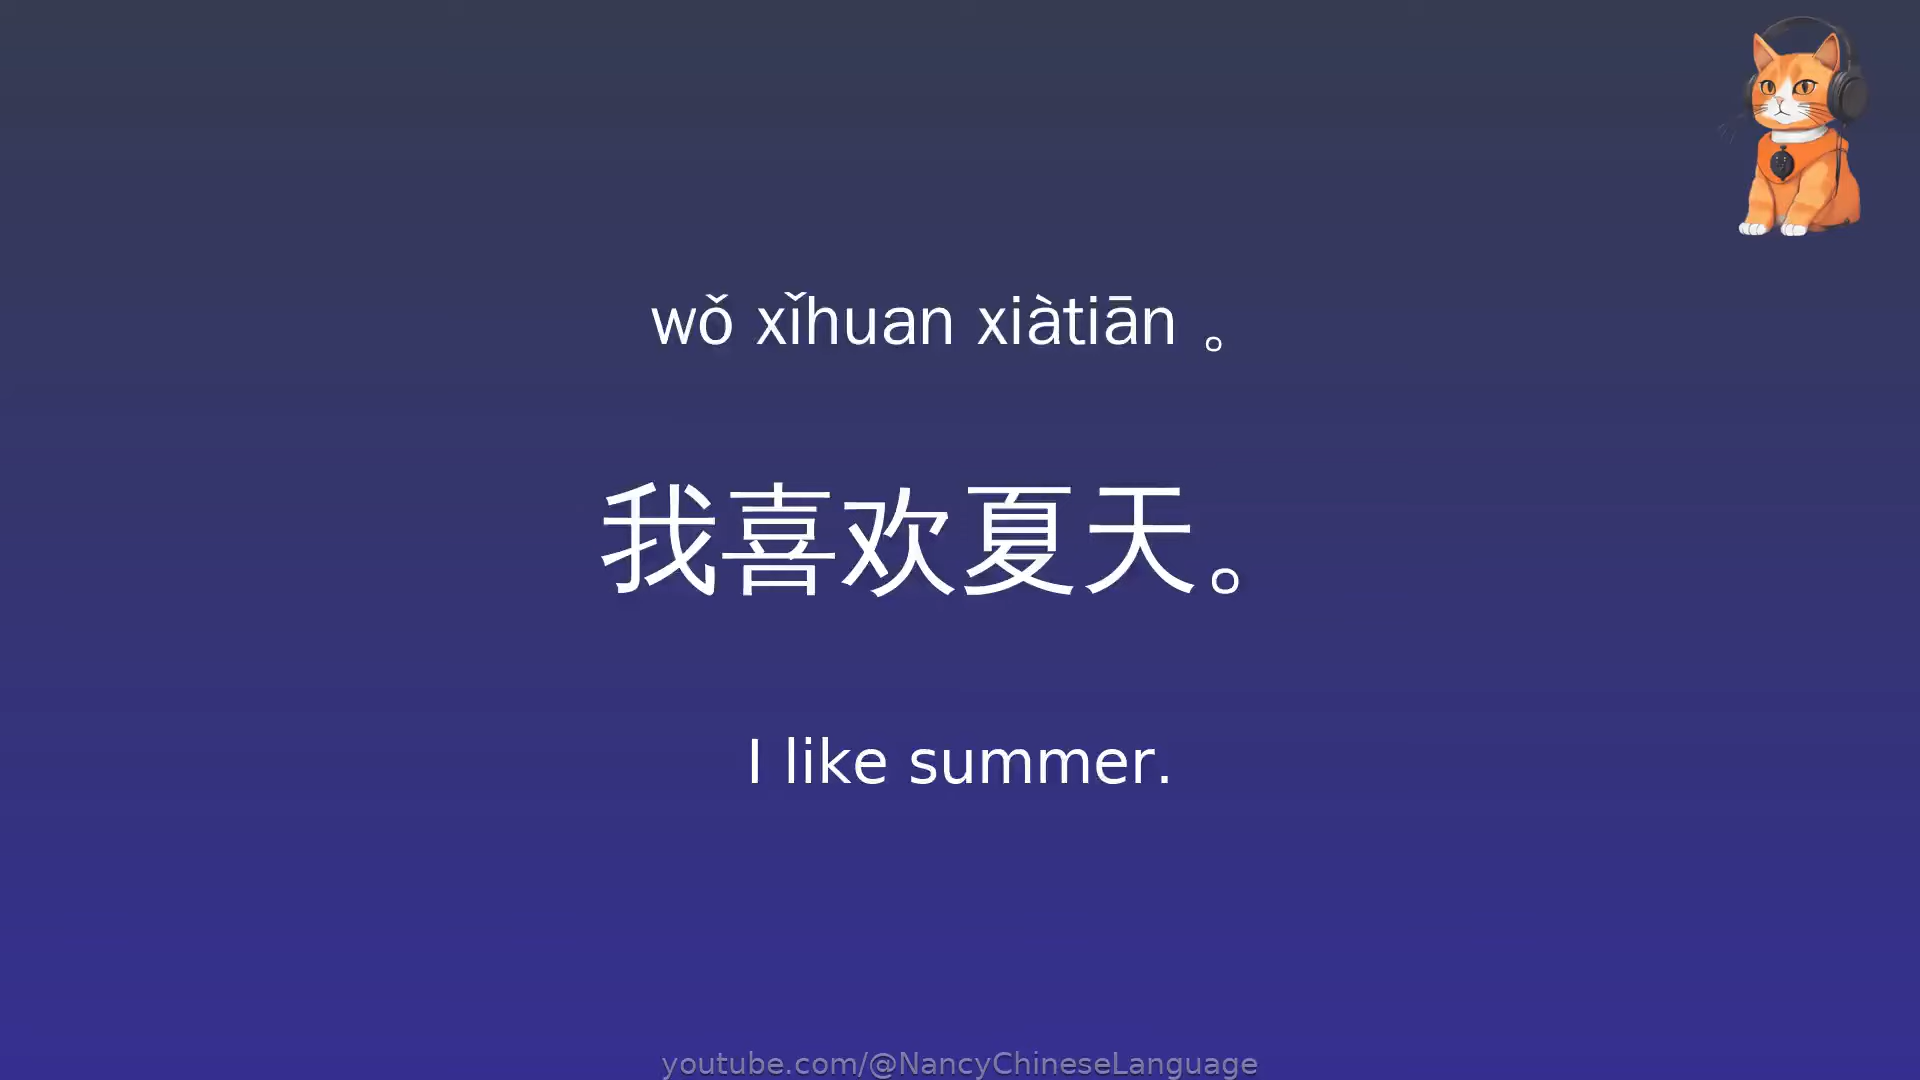 wǒ xǐhuan xiàtiān 。
我喜欢夏天。
I like summer.
youtube.com/@NancyChineseLanguage